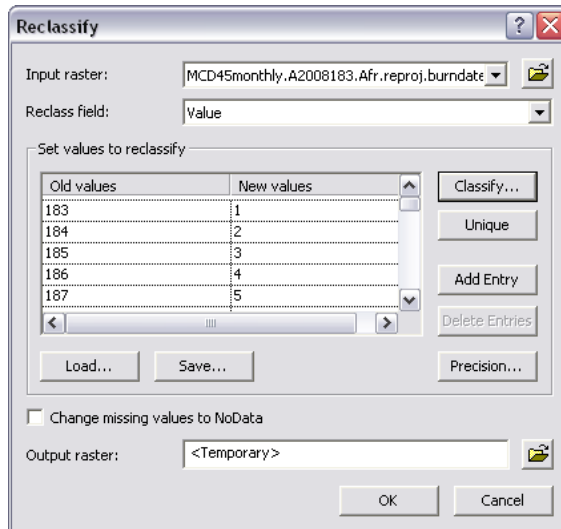 Reclassify
Input raster: MCD45monthly.A2008183.Afr.reproj.burndate
Reclass field: Value
Set values to reclassify
Old values New values
183 1
184 2
185 3
186 4
187 5
Classify...
Unique
Add Entry
Delete Entries
Load... Save... Precision...
Change missing values to NoData
Output raster: <Temporary>
OK Cancel